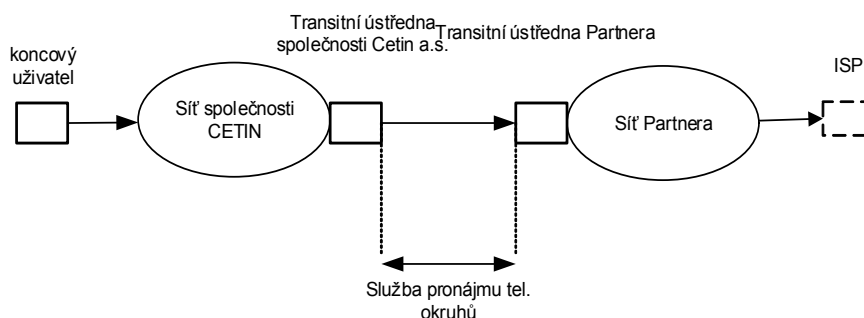 Transitní ústředna
společnosti Cetin a.s.
Transitní ústředna Partnera
koncový
uživatel
ISP
Síť společnosti
CETIN
Síť Partnera
Služba pronájmu tel.
okruhů